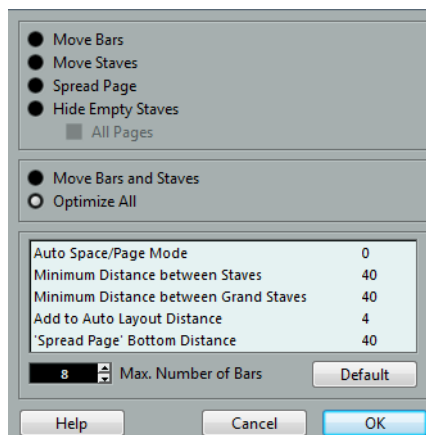 Move Bars
Move Staves
Spread Page
Hide Empty Staves
All Pages
Move Bars and Staves
Optimize All
Auto Space/Page Mode 0
Minimum Distance between Staves 40
Minimum Distance between Grand Staves 40
Add to Auto Layout Distance 4
'Spread Page' Bottom Distance 40
8 Max. Number of Bars Default
Help Cancel OK